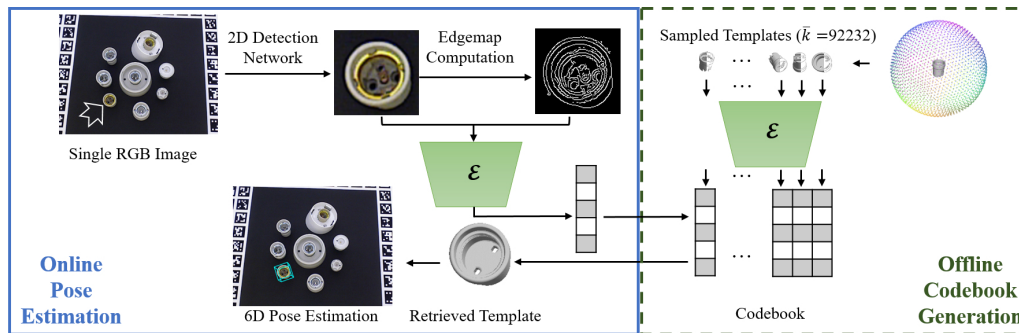 2D Detection
Network
Edgemap
Computation
Single RGB Image
ε
6D Pose Estimation
Retrieved Template
Online
Pose
Estimation
Sampled Templates (k̄ =92232)
...
ε
...
...
Codebook
Offline
Codebook
Generation